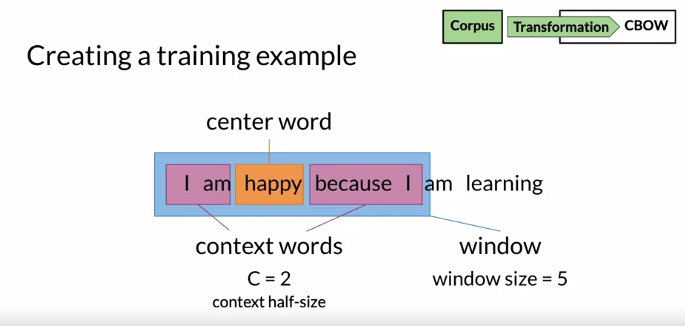 Corpus Transformation CBOW
Creating a training example
center word
I am happy because I am learning
context words window
C = 2 window size = 5
context half-size